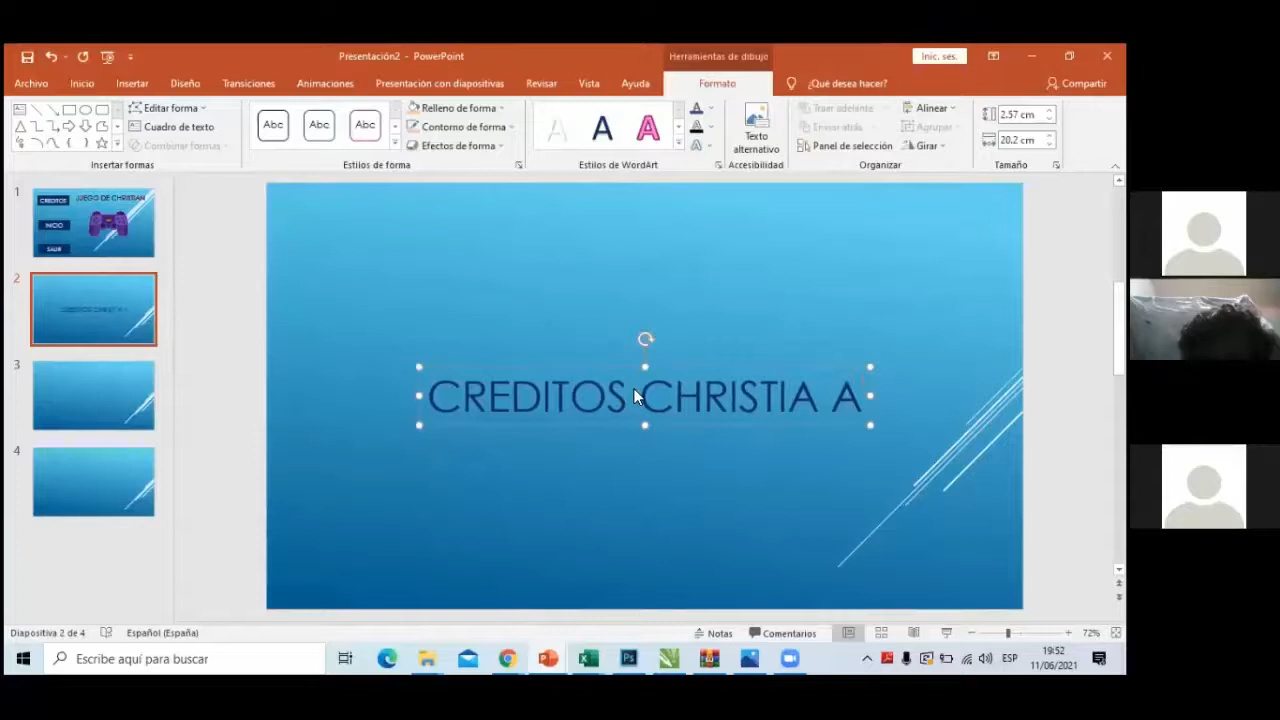 Presentación2 - PowerPoint
Herramientas de dibujo
Inic. ses.
Archivo Inicio Insertar Diseño Transiciones Animaciones Presentación con diapositivas Revisar Vista Ayuda Formato ¿Qué desea hacer? Compartir
Editar forma
Cuadro de texto
Combinar formas
Insertar formas
Abc Abc Abc
Relleno de forma
Contorno de forma
Efectos de forma
Estilos de forma
A A A
Estilos de WordArt
Texto
alternativo
Accesibilidad
Traer adelante
Enviar atrás
Panel de selección
Alinear
Agrupar
Girar
Organizar
2.57 cm
20.2 cm
Tamaño
1
CREDITOS JUEGO DE CHRISTIAN
INICIO
SALIR
2
3
4
CREDITOS CHRISTIA A
Diapositiva 2 de 4 Español (España) Notas Comentarios 72%
Escribe aquí para buscar
ESP
19:52
11/06/2021